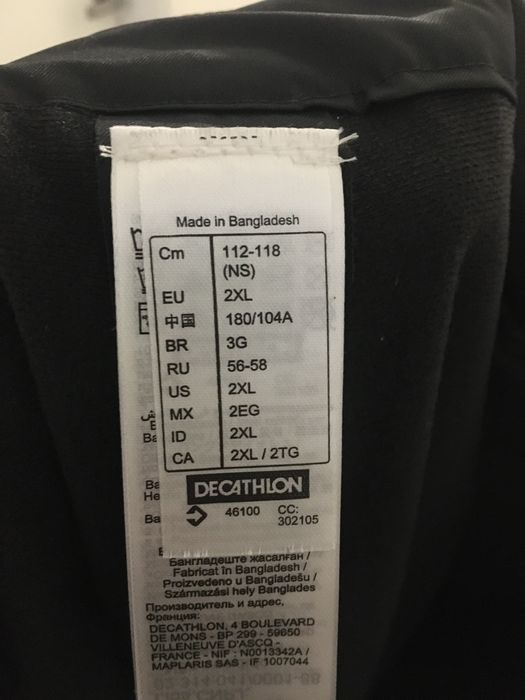 Made in Bangladesh
Cm 112-118
(NS)
EU 2XL
中国 180/104A
BR 3G
RU 56-58
US 2XL
MX 2EG
ID 2XL
CA 2XL / 2TG
DECATHLON
46100 CC:
302105
Бангладеште жасалған /
Fabricat în Bangladesh /
Proizvedeno u Bangladešu /
Származási hely Banglades
Производитель и адрес,
Франция:
DECATHLON, 4 BOULEVARD
DE MONS - BP 299 - 59650
VILLENEUVE D'ASCQ -
FRANCE - NIF : N0013342A /
MAPLARIS SAS - IF 1007044